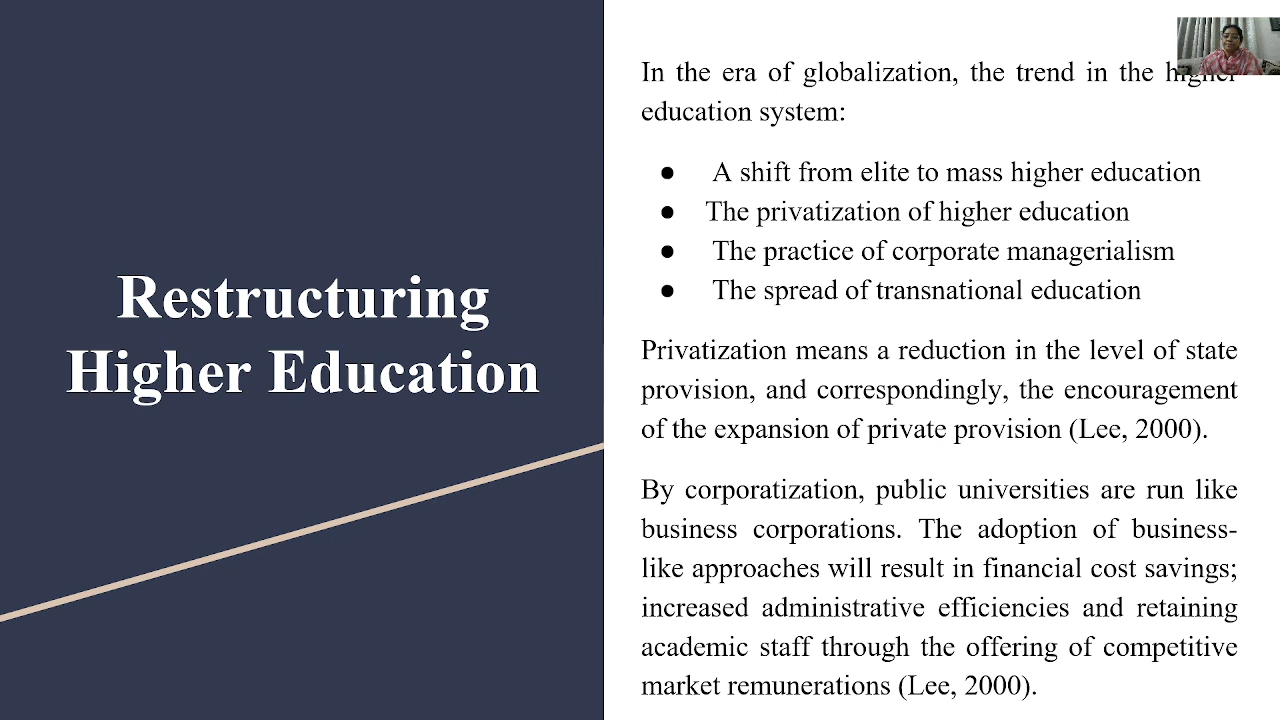 Restructuring
Higher Education
In the era of globalization, the trend in the higher
education system:
● A shift from elite to mass higher education
● The privatization of higher education
● The practice of corporate managerialism
● The spread of transnational education
Privatization means a reduction in the level of state
provision, and correspondingly, the encouragement
of the expansion of private provision (Lee, 2000).
By corporatization, public universities are run like
business corporations. The adoption of business-
like approaches will result in financial cost savings;
increased administrative efficiencies and retaining
academic staff through the offering of competitive
market remunerations (Lee, 2000).